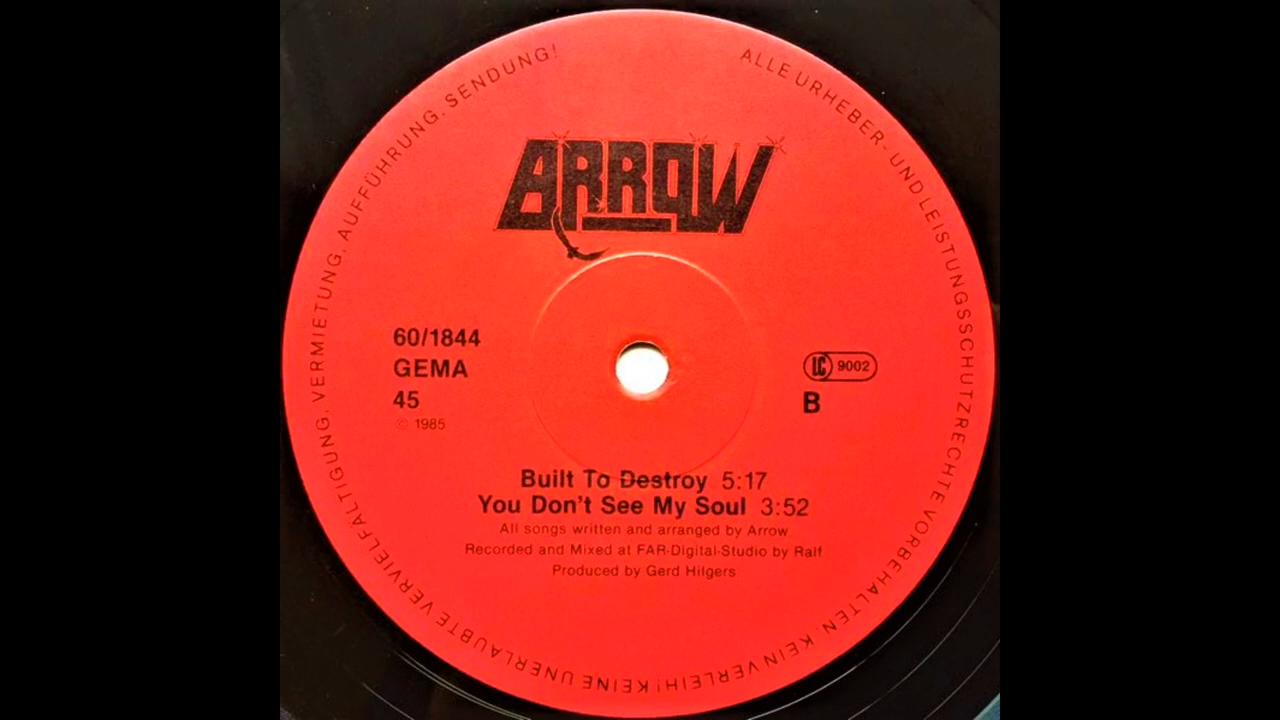 ALLE URHEBER- UND LEISTUNGSSCHUTZRECHTE VORBEHALTEN. KEIN VERLEIH! KEINE UNERLAUBTE VERVIELFÄLTIGUNG, VERMIETUNG, AUFFÜHRUNG, SENDUNG!
ARROW
60/1844
GEMA
45
© 1985
LC 9002
B
Built To Destroy 5:17
You Don't See My Soul 3:52
All songs written and arranged by Arrow
Recorded and Mixed at FAR-Digital-Studio by Ralf
Produced by Gerd Hilgers